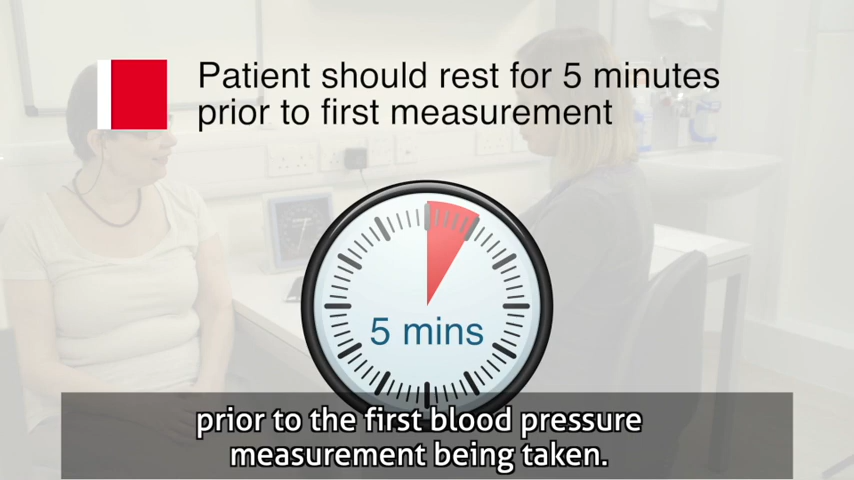 Patient should rest for 5 minutes
prior to first measurement
5 mins
prior to the first blood pressure
measurement being taken.